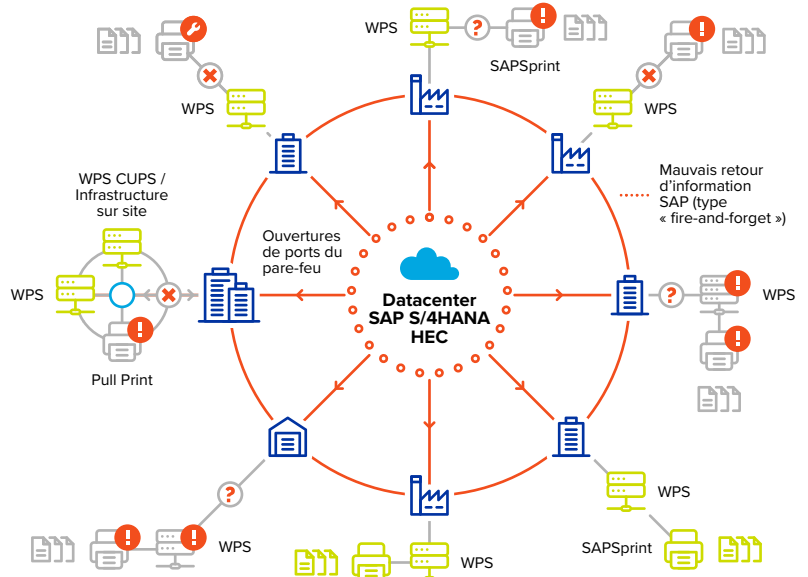 WPS
SAPSprint
WPS
WPS
WPS CUPS /
Infrastructure
sur site
Mauvais retour
d’information
SAP (type
« fire-and-forget »)
Ouvertures
de ports du
pare-feu
WPS
Datacenter
SAP S/4HANA
HEC
WPS
Pull Print
WPS
WPS
WPS
SAPSprint